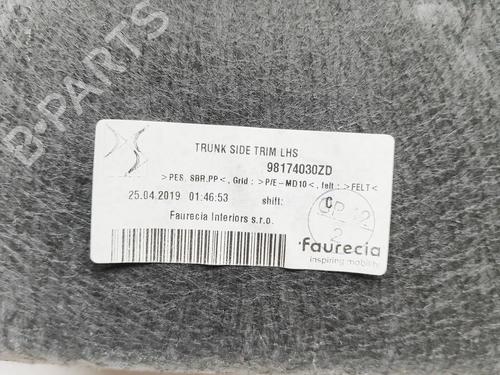 B-PARTS
TRUNK SIDE TRIM LHS
98174030ZD
>PES, SBR,PP<, Grid : >P/E-MD10<, felt : >FELT<
25.04.2019 01:46:53 shift: C
Faurecia Interiors s.r.o.
faurecia
inspiring mobility
B-PARTS